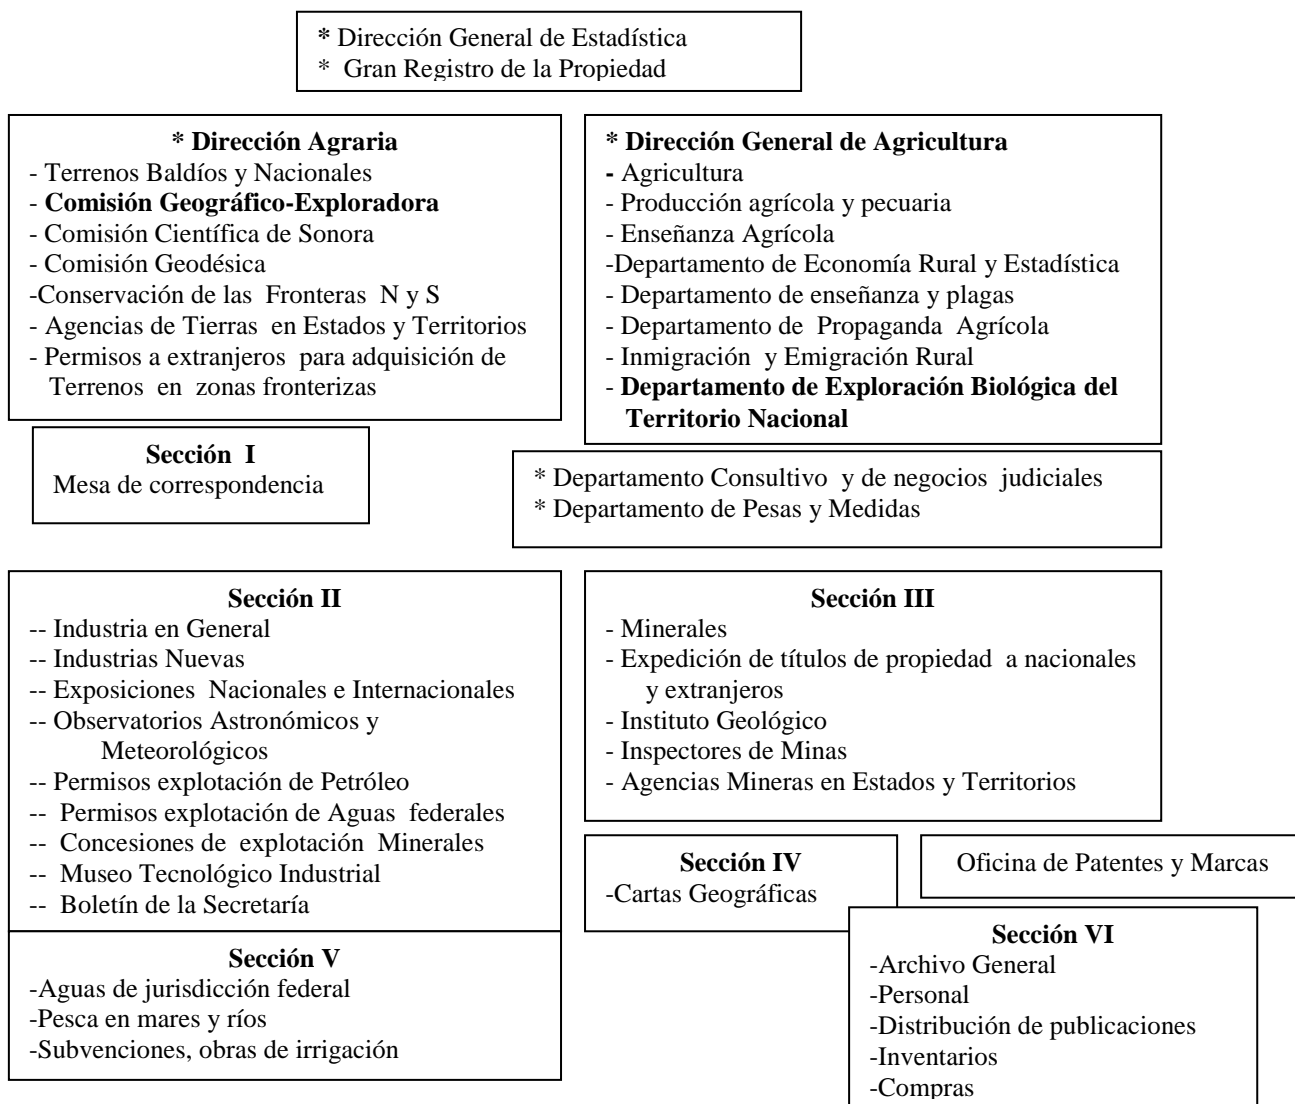 * Dirección General de Estadística
* Gran Registro de la Propiedad
* Dirección Agraria
- Terrenos Baldíos y Nacionales
- Comisión Geográfico-Exploradora
- Comisión Científica de Sonora
- Comisión Geodésica
-Conservación de las Fronteras N y S
- Agencias de Tierras en Estados y Territorios
- Permisos a extranjeros para adquisición de
Terrenos en zonas fronterizas
* Dirección General de Agricultura
- Agricultura
- Producción agrícola y pecuaria
- Enseñanza Agrícola
-Departamento de Economía Rural y Estadística
- Departamento de enseñanza y plagas
- Departamento de Propaganda Agrícola
- Inmigración y Emigración Rural
- Departamento de Exploración Biológica del
Territorio Nacional
Sección I
Mesa de correspondencia
* Departamento Consultivo y de negocios judiciales
* Departamento de Pesas y Medidas
Sección II
-- Industria en General
-- Industrias Nuevas
-- Exposiciones Nacionales e Internacionales
-- Observatorios Astronómicos y
Meteorológicos
-- Permisos explotación de Petróleo
-- Permisos explotación de Aguas federales
-- Concesiones de explotación Minerales
-- Museo Tecnológico Industrial
-- Boletín de la Secretaría
Sección III
- Minerales
- Expedición de títulos de propiedad a nacionales
y extranjeros
- Instituto Geológico
- Inspectores de Minas
- Agencias Mineras en Estados y Territorios
Sección IV
-Cartas Geográficas
Oficina de Patentes y Marcas
Sección V
-Aguas de jurisdicción federal
-Pesca en mares y ríos
-Subvenciones, obras de irrigación
Sección VI
-Archivo General
-Personal
-Distribución de publicaciones
-Inventarios
-Compras